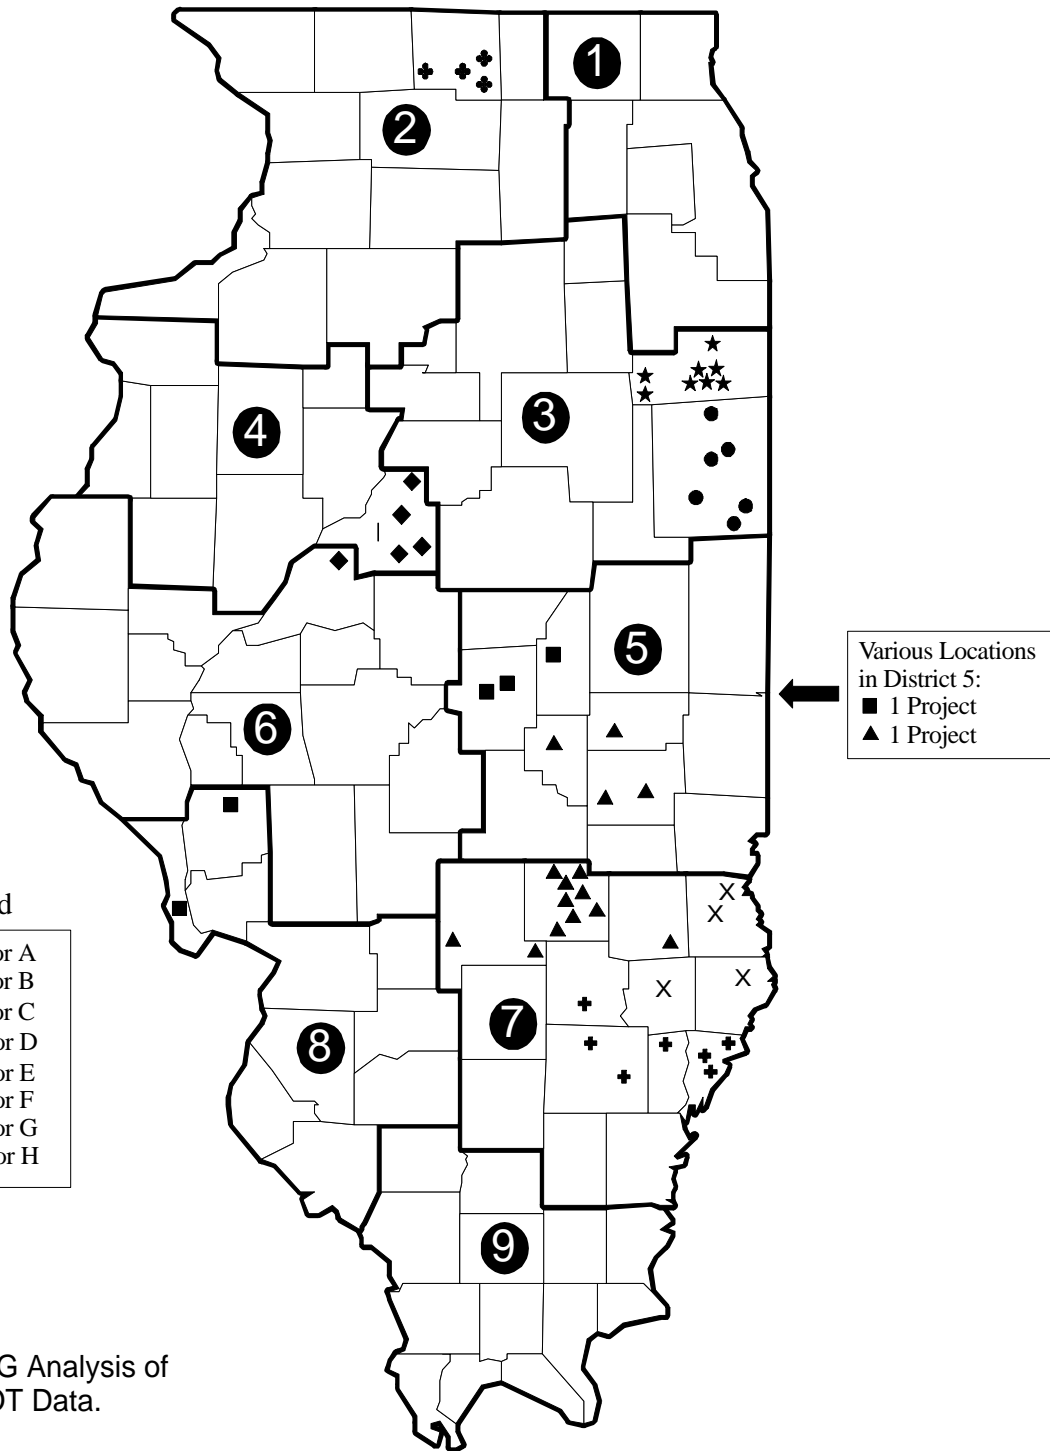 1
2
3
4
5
Various Locations
in District 5:
1 Project
1 Project
6
d
or A
or B
or C
or D
or E
or F
or G
or H
7
8
9
G Analysis of
OT Data.
X
X
X
X